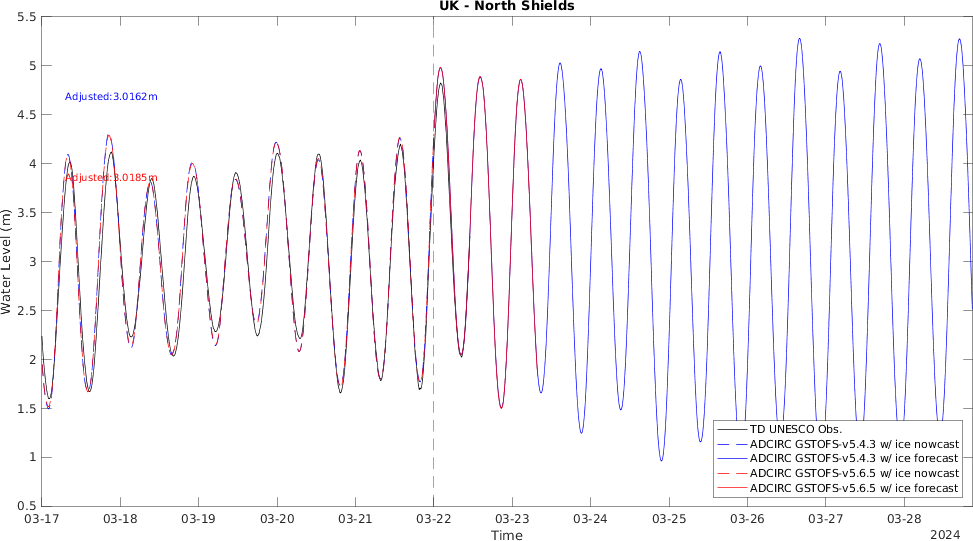 UK - North Shields
5.5
5
4.5
4
3.5
3
2.5
2
1.5
1
0.5
Water Level (m)
Adjusted:3.0162m
Adjusted:3.0185m
TD UNESCO Obs.
ADCIRC GSTOFS-v5.4.3 w/ ice nowcast
ADCIRC GSTOFS-v5.4.3 w/ ice forecast
ADCIRC GSTOFS-v5.6.5 w/ ice nowcast
ADCIRC GSTOFS-v5.6.5 w/ ice forecast
03-17 03-18 03-19 03-20 03-21 03-22 03-23 03-24 03-25 03-26 03-27 03-28
Time
2024